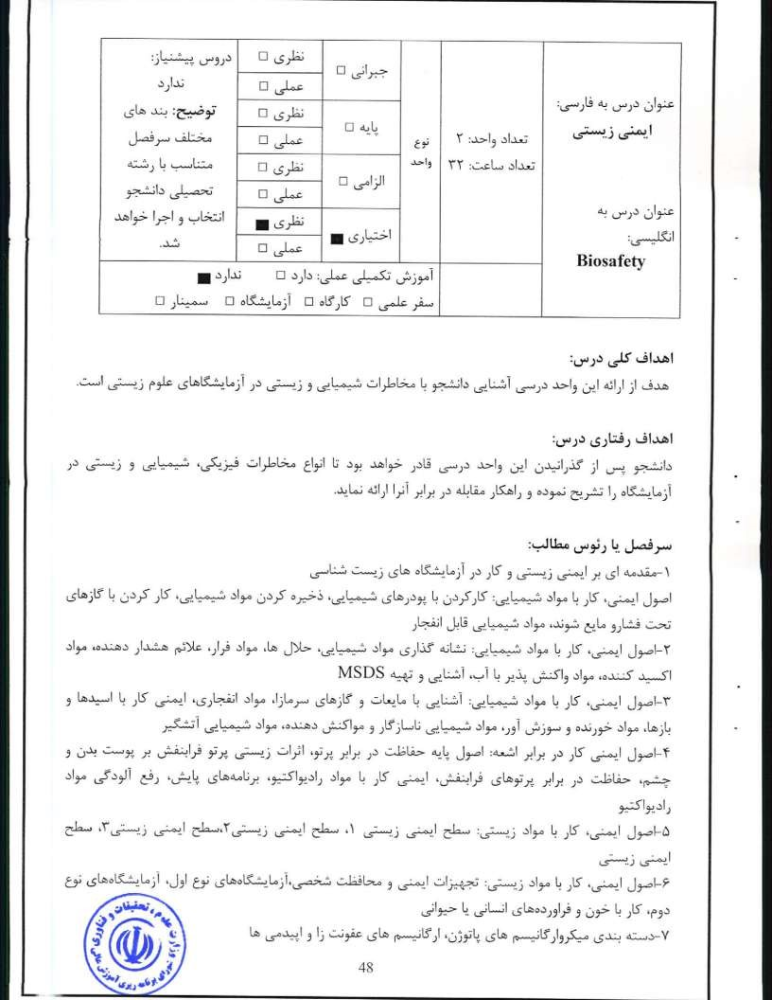 عنوان درس به فارسی:
ایمنی زیستی
عنوان درس به
انگلیسی:
Biosafety
تعداد واحد: ۲
تعداد ساعت: ۳۲
نوع
واحد
جبرانی □
نظری □
عملی □
پایه □
نظری □
عملی □
الزامی □
نظری □
عملی □
اختیاری ■
نظری ■
عملی □
دروس پیشنیاز:
ندارد
توضیح: بند های
مختلف سرفصل
متناسب با رشته
تحصیلی دانشجو
انتخاب و اجرا خواهد
شد.
آموزش تکمیلی عملی: دارد □ ندارد ■
سفر علمی □ کارگاه □ آزمایشگاه □ سمینار □
اهداف کلی درس:
هدف از ارائه این واحد درسی آشنایی دانشجو با مخاطرات شیمیایی و زیستی در آزمایشگاهای علوم زیستی است.
اهداف رفتاری درس:
دانشجو پس از گذرانیدن این واحد درسی قادر خواهد بود تا انواع مخاطرات فیزیکی، شیمیایی و زیستی در
آزمایشگاه را تشریح نموده و راهکار مقابله در برابر آنرا ارائه نماید.
سرفصل یا رئوس مطالب:
۱-مقدمه ای بر ایمنی زیستی و کار در آزمایشگاه های زیست شناسی
اصول ایمنی، کار با مواد شیمیایی: کارکردن با پودرهای شیمیایی، ذخیره کردن مواد شیمیایی، کار کردن با گازهای
تحت فشارو مایع شوند، مواد شیمیایی قابل انفجار
۲-اصول ایمنی، کار با مواد شیمیایی: نشانه گذاری مواد شیمیایی، حلال ها، مواد فرار، علائم هشدار دهنده، مواد
اکسید کننده، مواد واکنش پذیر با آب، آشنایی و تهیه MSDS
۳-اصول ایمنی، کار با مواد شیمیایی: آشنایی با مایعات و گازهای سرمازا، مواد انفجاری، ایمنی کار با اسیدها و
بازها، مواد خورنده و سوزش آور، مواد شیمیایی ناسازگار و مواکنش دهنده، مواد شیمیایی آتشگیر
۴-اصول ایمنی کار در برابر اشعه: اصول پایه حفاظت در برابر پرتو، اثرات زیستی پرتو فرابنفش بر پوست بدن و
چشم، حفاظت در برابر پرتوهای فرابنفش، ایمنی کار با مواد رادیواکتیو، برنامه‌های پایش، رفع آلودگی مواد
رادیواکتیو
۵-اصول ایمنی، کار با مواد زیستی: سطح ایمنی زیستی ۱، سطح ایمنی زیستی۲،سطح ایمنی زیستی۳، سطح
ایمنی زیستی
۶-اصول ایمنی، کار با مواد زیستی: تجهیزات ایمنی و محافظت شخصی،آزمایشگاه‌های نوع اول، آزمایشگاه‌های نوع
دوم، کار با خون و فراورده‌های انسانی یا حیوانی
۷-دسته بندی میکروارگانیسم های پاتوژن، ارگانیسم های عفونت زا و اپیدمی ها
وزارت علوم، تحقیقات و فناوری
شورای برنامه ریزی آموزش عالی
48